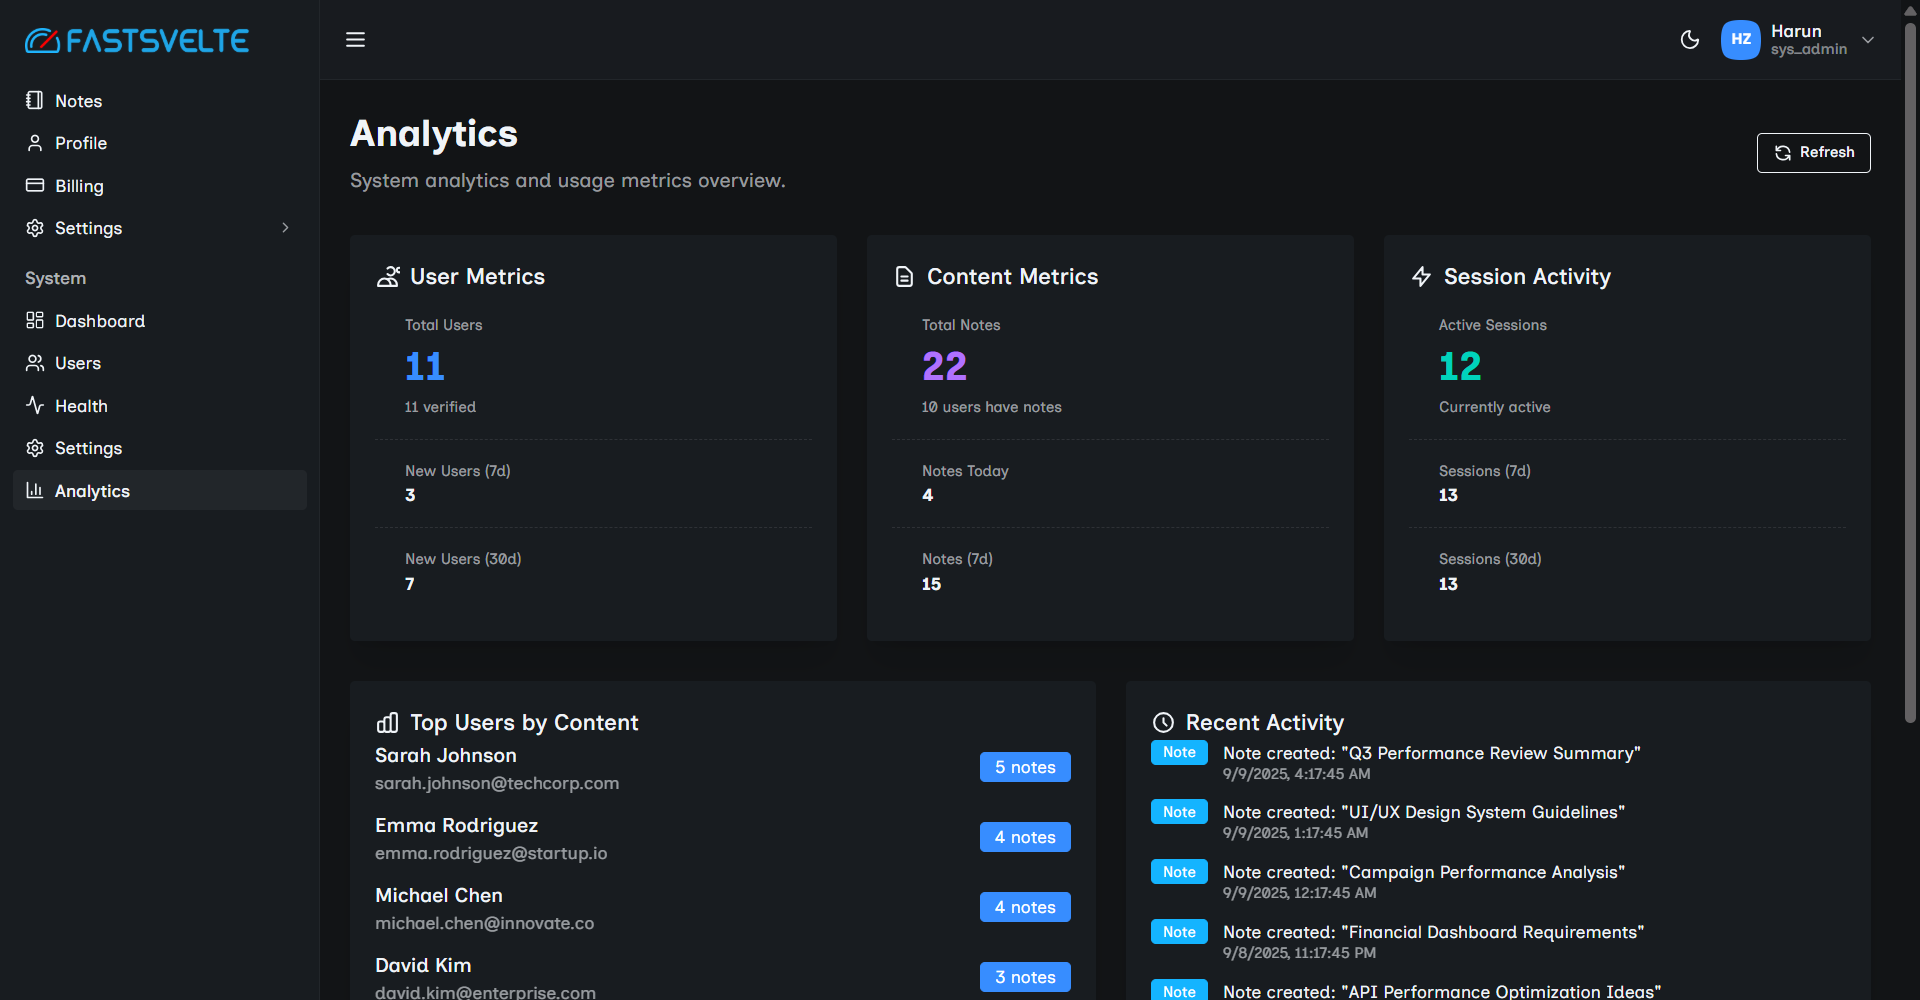 FASTSVELTE
Notes
Profile
Billing
Settings
System
Dashboard
Users
Health
Settings
Analytics
HZ
Harun
sys_admin
Analytics
System analytics and usage metrics overview.
Refresh
User Metrics
Total Users
11
11 verified
New Users (7d)
3
New Users (30d)
7
Content Metrics
Total Notes
22
10 users have notes
Notes Today
4
Notes (7d)
15
Session Activity
Active Sessions
12
Currently active
Sessions (7d)
13
Sessions (30d)
13
Top Users by Content
Sarah Johnson
sarah.johnson@techcorp.com
5 notes
Emma Rodriguez
emma.rodriguez@startup.io
4 notes
Michael Chen
michael.chen@innovate.co
4 notes
David Kim
david.kim@enterprise.com
3 notes
Recent Activity
Note
Note created: "Q3 Performance Review Summary"
9/9/2025, 4:17:45 AM
Note
Note created: "UI/UX Design System Guidelines"
9/9/2025, 1:17:45 AM
Note
Note created: "Campaign Performance Analysis"
9/9/2025, 12:17:45 AM
Note
Note created: "Financial Dashboard Requirements"
9/8/2025, 11:17:45 PM
Note
Note created: "API Performance Optimization Ideas"